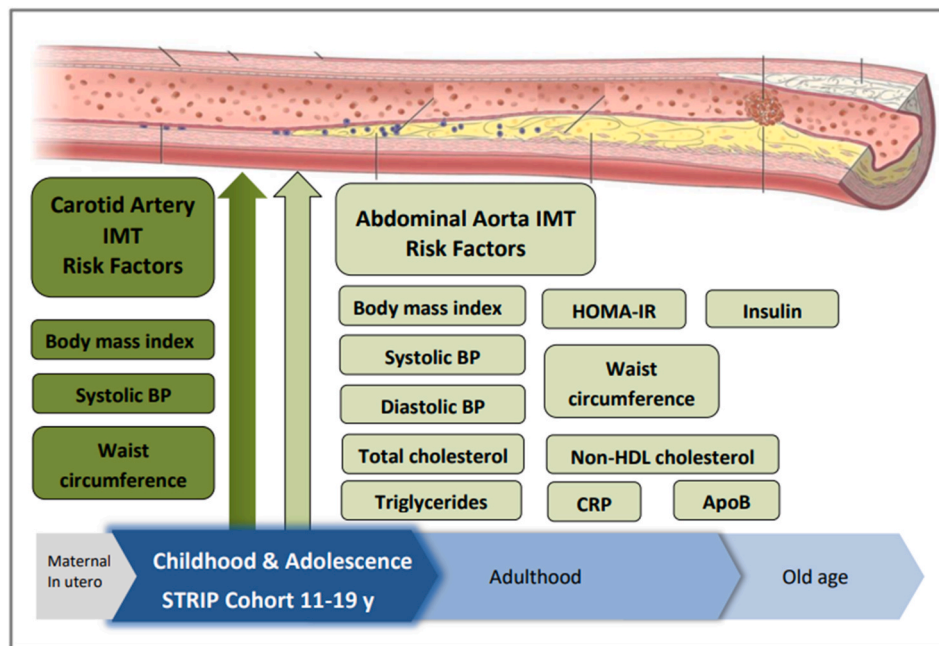 Carotid Artery
IMT
Risk Factors
Body mass index
Systolic BP
Waist
circumference
Abdominal Aorta IMT
Risk Factors
Body mass index
HOMA-IR
Insulin
Systolic BP
Waist
circumference
Diastolic BP
Total cholesterol
Non-HDL cholesterol
Triglycerides
CRP
ApoB
Maternal
In utero
Childhood & Adolescence
STRIP Cohort 11-19 y
Adulthood
Old age